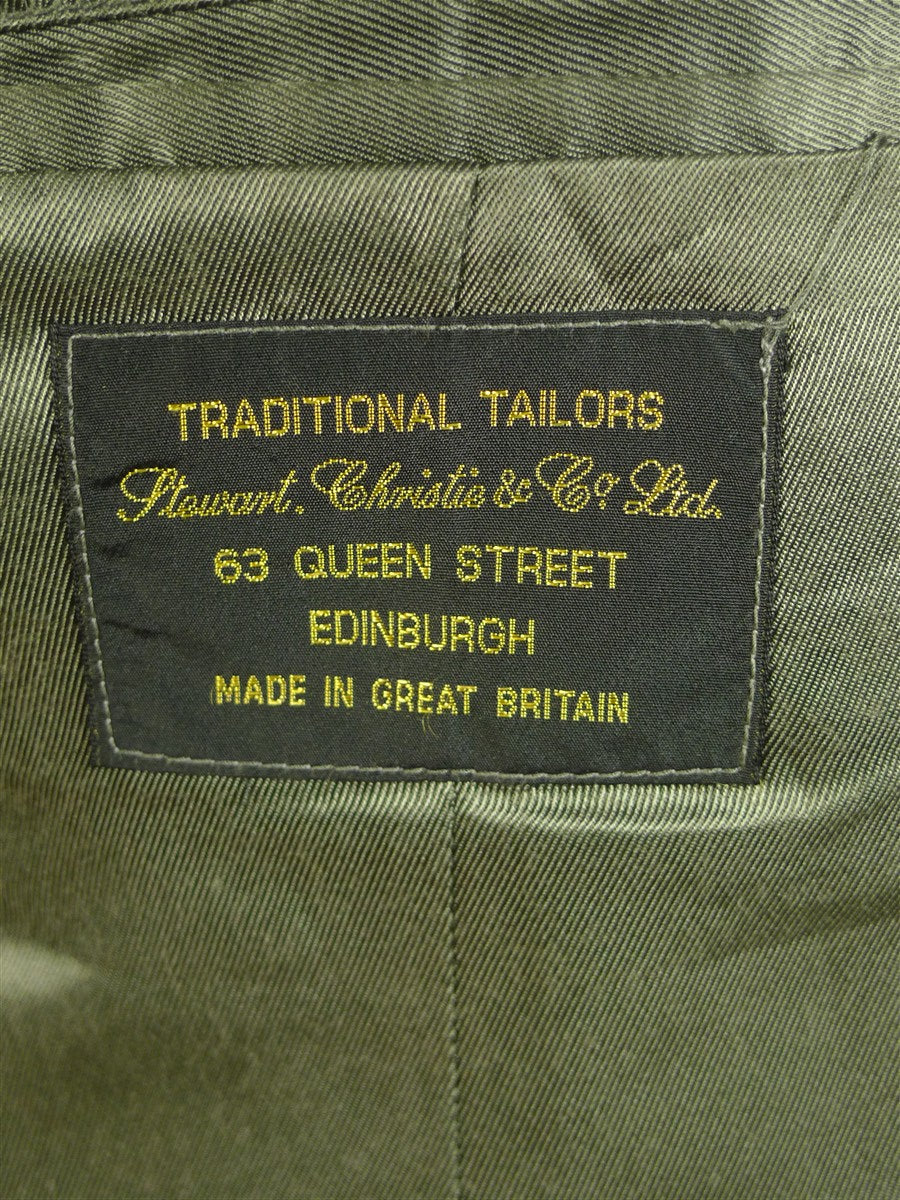 TRADITIONAL TAILORS
Stewart. Christie & Co Ltd.
63 QUEEN STREET
EDINBURGH
MADE IN GREAT BRITAIN